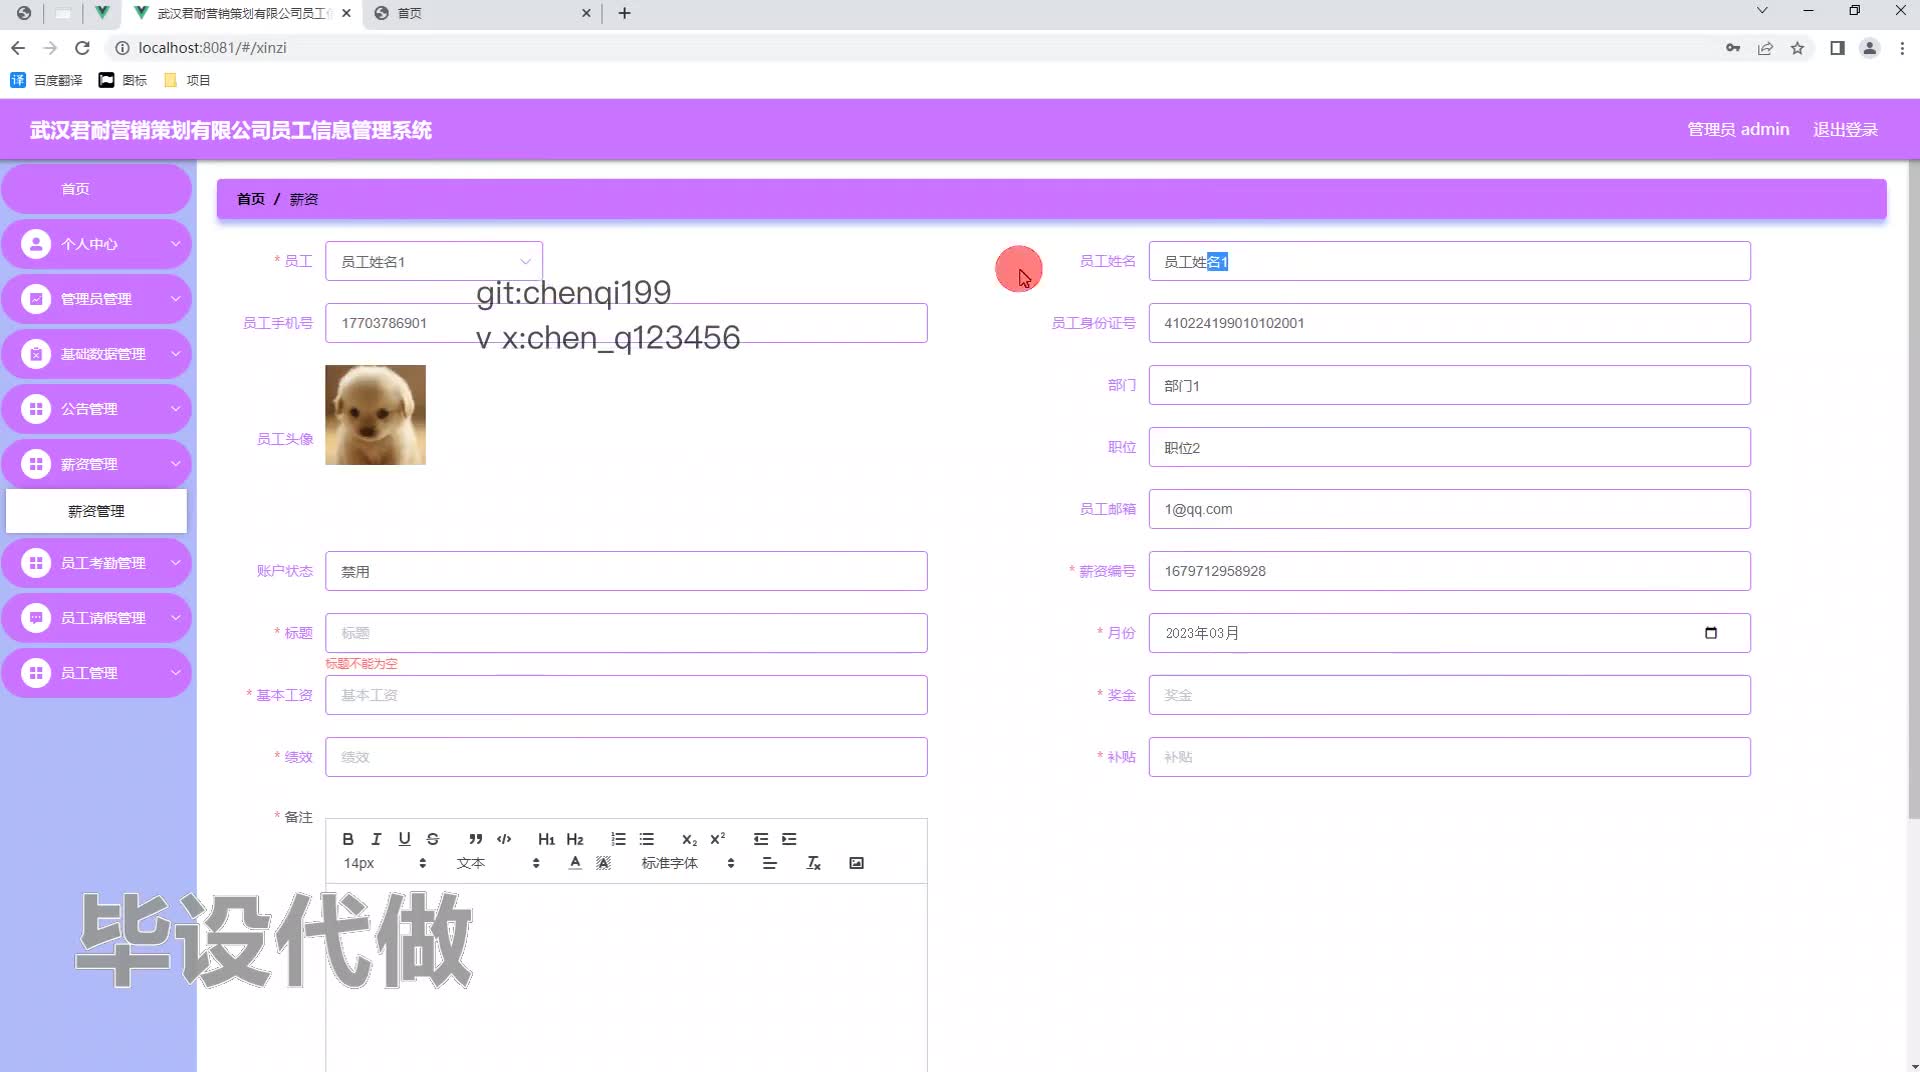 武汉君耐营销策划有限公司员工信
首页
localhost:8081/#/xinzi
百度翻译 图标 项目
武汉君耐营销策划有限公司员工信息管理系统
管理员 admin 退出登录
首页
个人中心
管理员管理
基础数据管理
公告管理
薪资管理
薪资管理
员工考勤管理
员工请假管理
员工管理
首页 / 薪资
* 员工 员工姓名1
员工姓名 员工姓名1
git:chenqi199
员工手机号 17703786901
员工身份证号 410224199010102001
v x:chen_q123456
部门 部门1
员工头像
职位 职位2
员工邮箱 1@qq.com
账户状态 禁用
* 薪资编号 1679712958928
* 标题 标题
* 月份 2023年03月
标题不能为空
* 基本工资 基本工资
* 奖金 奖金
* 绩效 绩效
* 补贴 补贴
* 备注
B I U S H1 H2 X2 X2
14px 文本 A A 标准字体 Tx
毕设代做